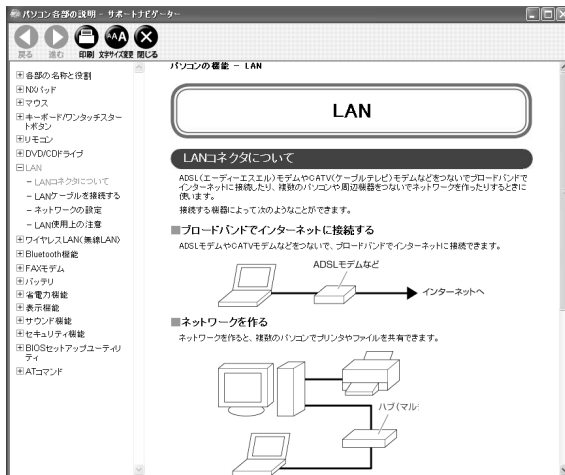 パソコン各部の説明 - サポートナビゲーター
戻る 進む 印刷 文字サイズ変更 閉じる
各部の名称と役割
NXパッド
マウス
キーボード/ワンタッチスター
トボタン
リモコン
DVD/CDドライブ
LAN
- LANコネクタについて
- LANケーブルを接続する
- ネットワークの設定
- LAN使用上の注意
ワイヤレスLAN(無線LAN)
Bluetooth機能
FAXモデム
バッテリ
省電力機能
表示機能
サウンド機能
セキュリティ機能
BIOSセットアップユーティリ
ティ
ATコマンド
パソコンの機能 - LAN
LAN
LANコネクタについて
ADSL(エーディーエスエル)モデムやCATV(ケーブルテレビ)モデムなどをつないでブロードバンドで
インターネットに接続したり、複数のパソコンや周辺機器をつないでネットワークを作ったりするときに
使います。
接続する機器によって次のようなことができます。
■ブロードバンドでインターネットに接続する
ADSLモデムやCATVモデムなどをつないで、ブロードバンドでインターネットに接続できます。
ADSLモデムなど
インターネットへ
■ネットワークを作る
ネットワークを作ると、複数のパソコンでプリンタやファイルを共有できます。
ハブ(マル